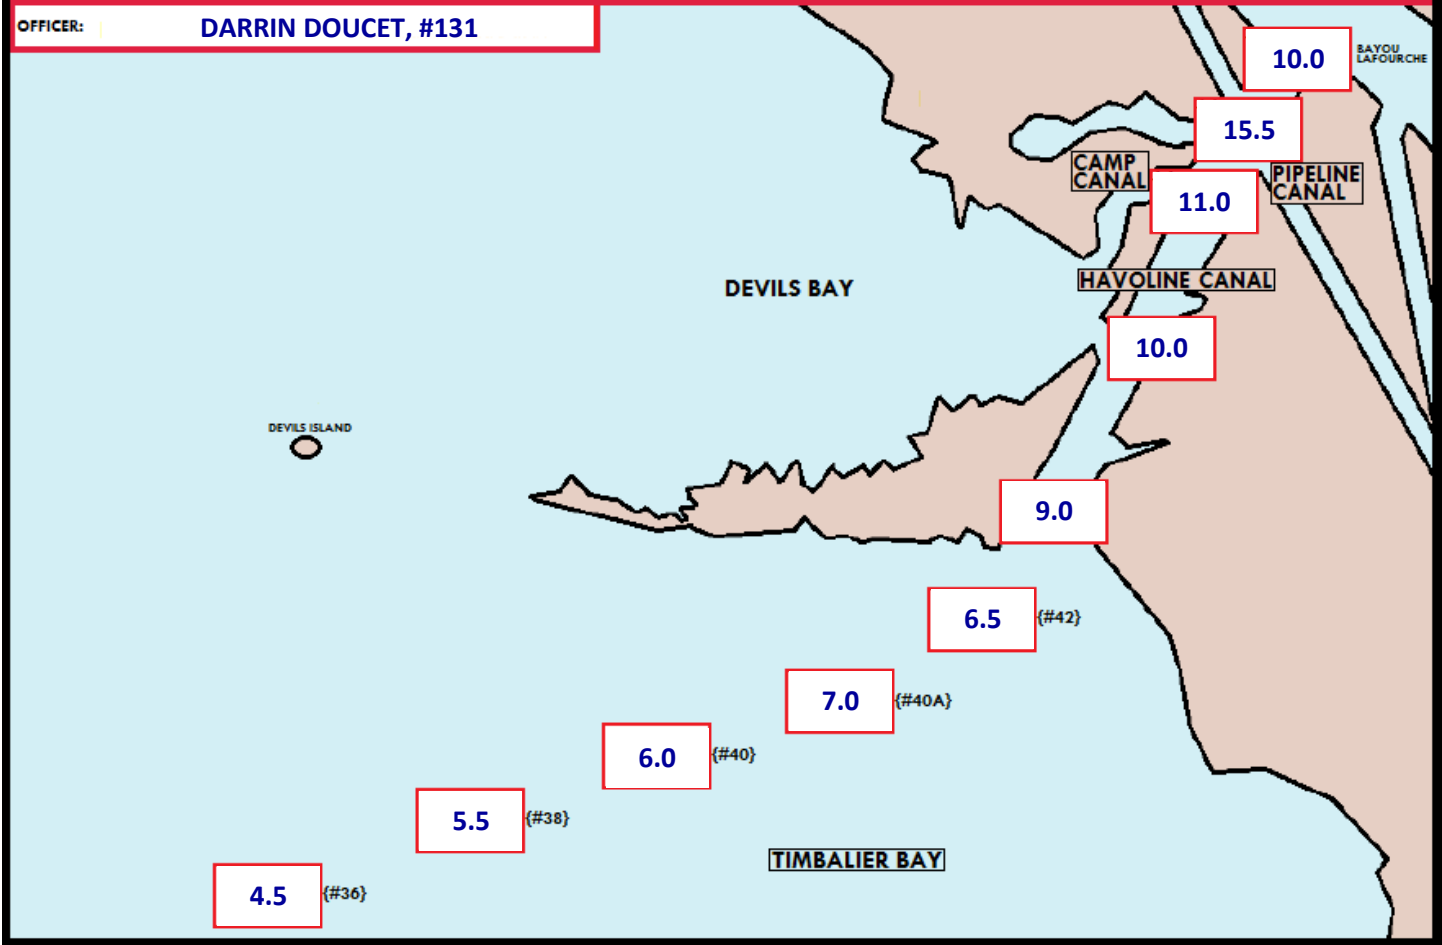 OFFICER: DARRIN DOUCET, #131
10.0
BAYOU
LAFOURCHE
15.5
CAMP
CANAL
PIPELINE
CANAL
11.0
HAVOLINE CANAL
DEVILS BAY
10.0
DEVILS ISLAND
9.0
6.5 {#42}
7.0 {#40A}
6.0 {#40}
5.5 {#38}
TIMBALIER BAY
4.5 {#36}